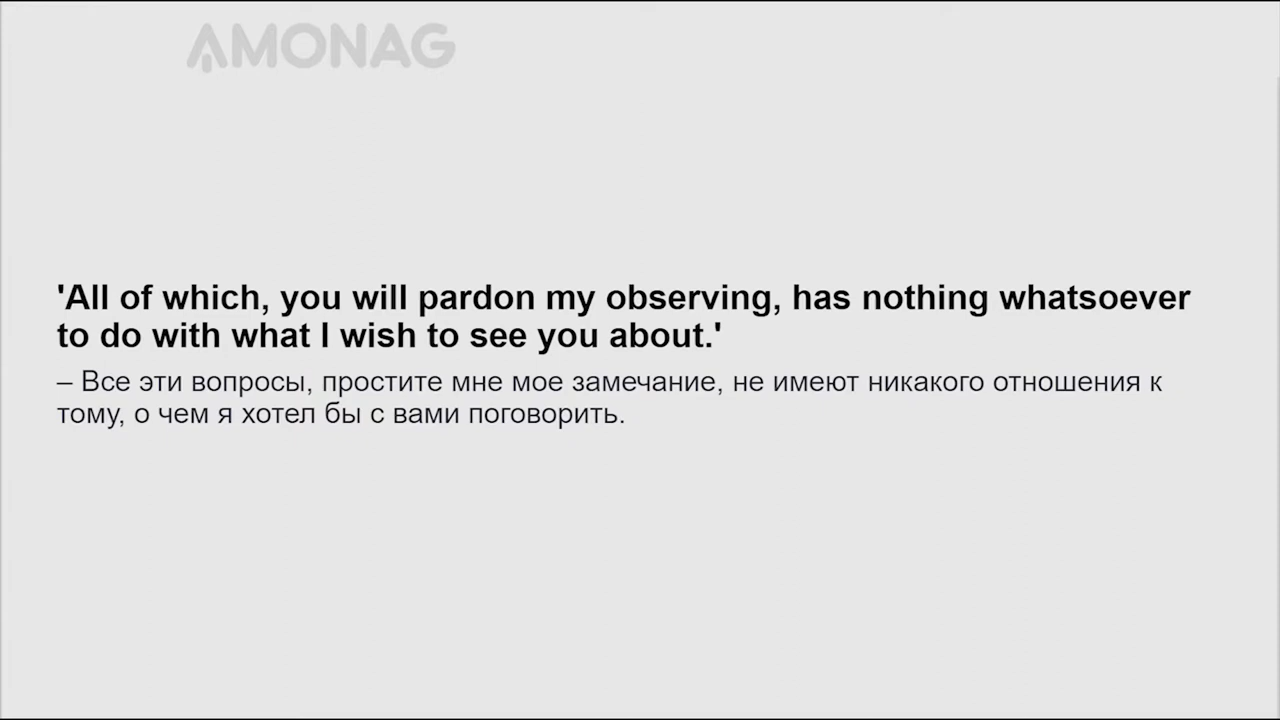 AMONAG
'All of which, you will pardon my observing, has nothing whatsoever
to do with what I wish to see you about.'
– Все эти вопросы, простите мне мое замечание, не имеют никакого отношения к
тому, о чем я хотел бы с вами поговорить.